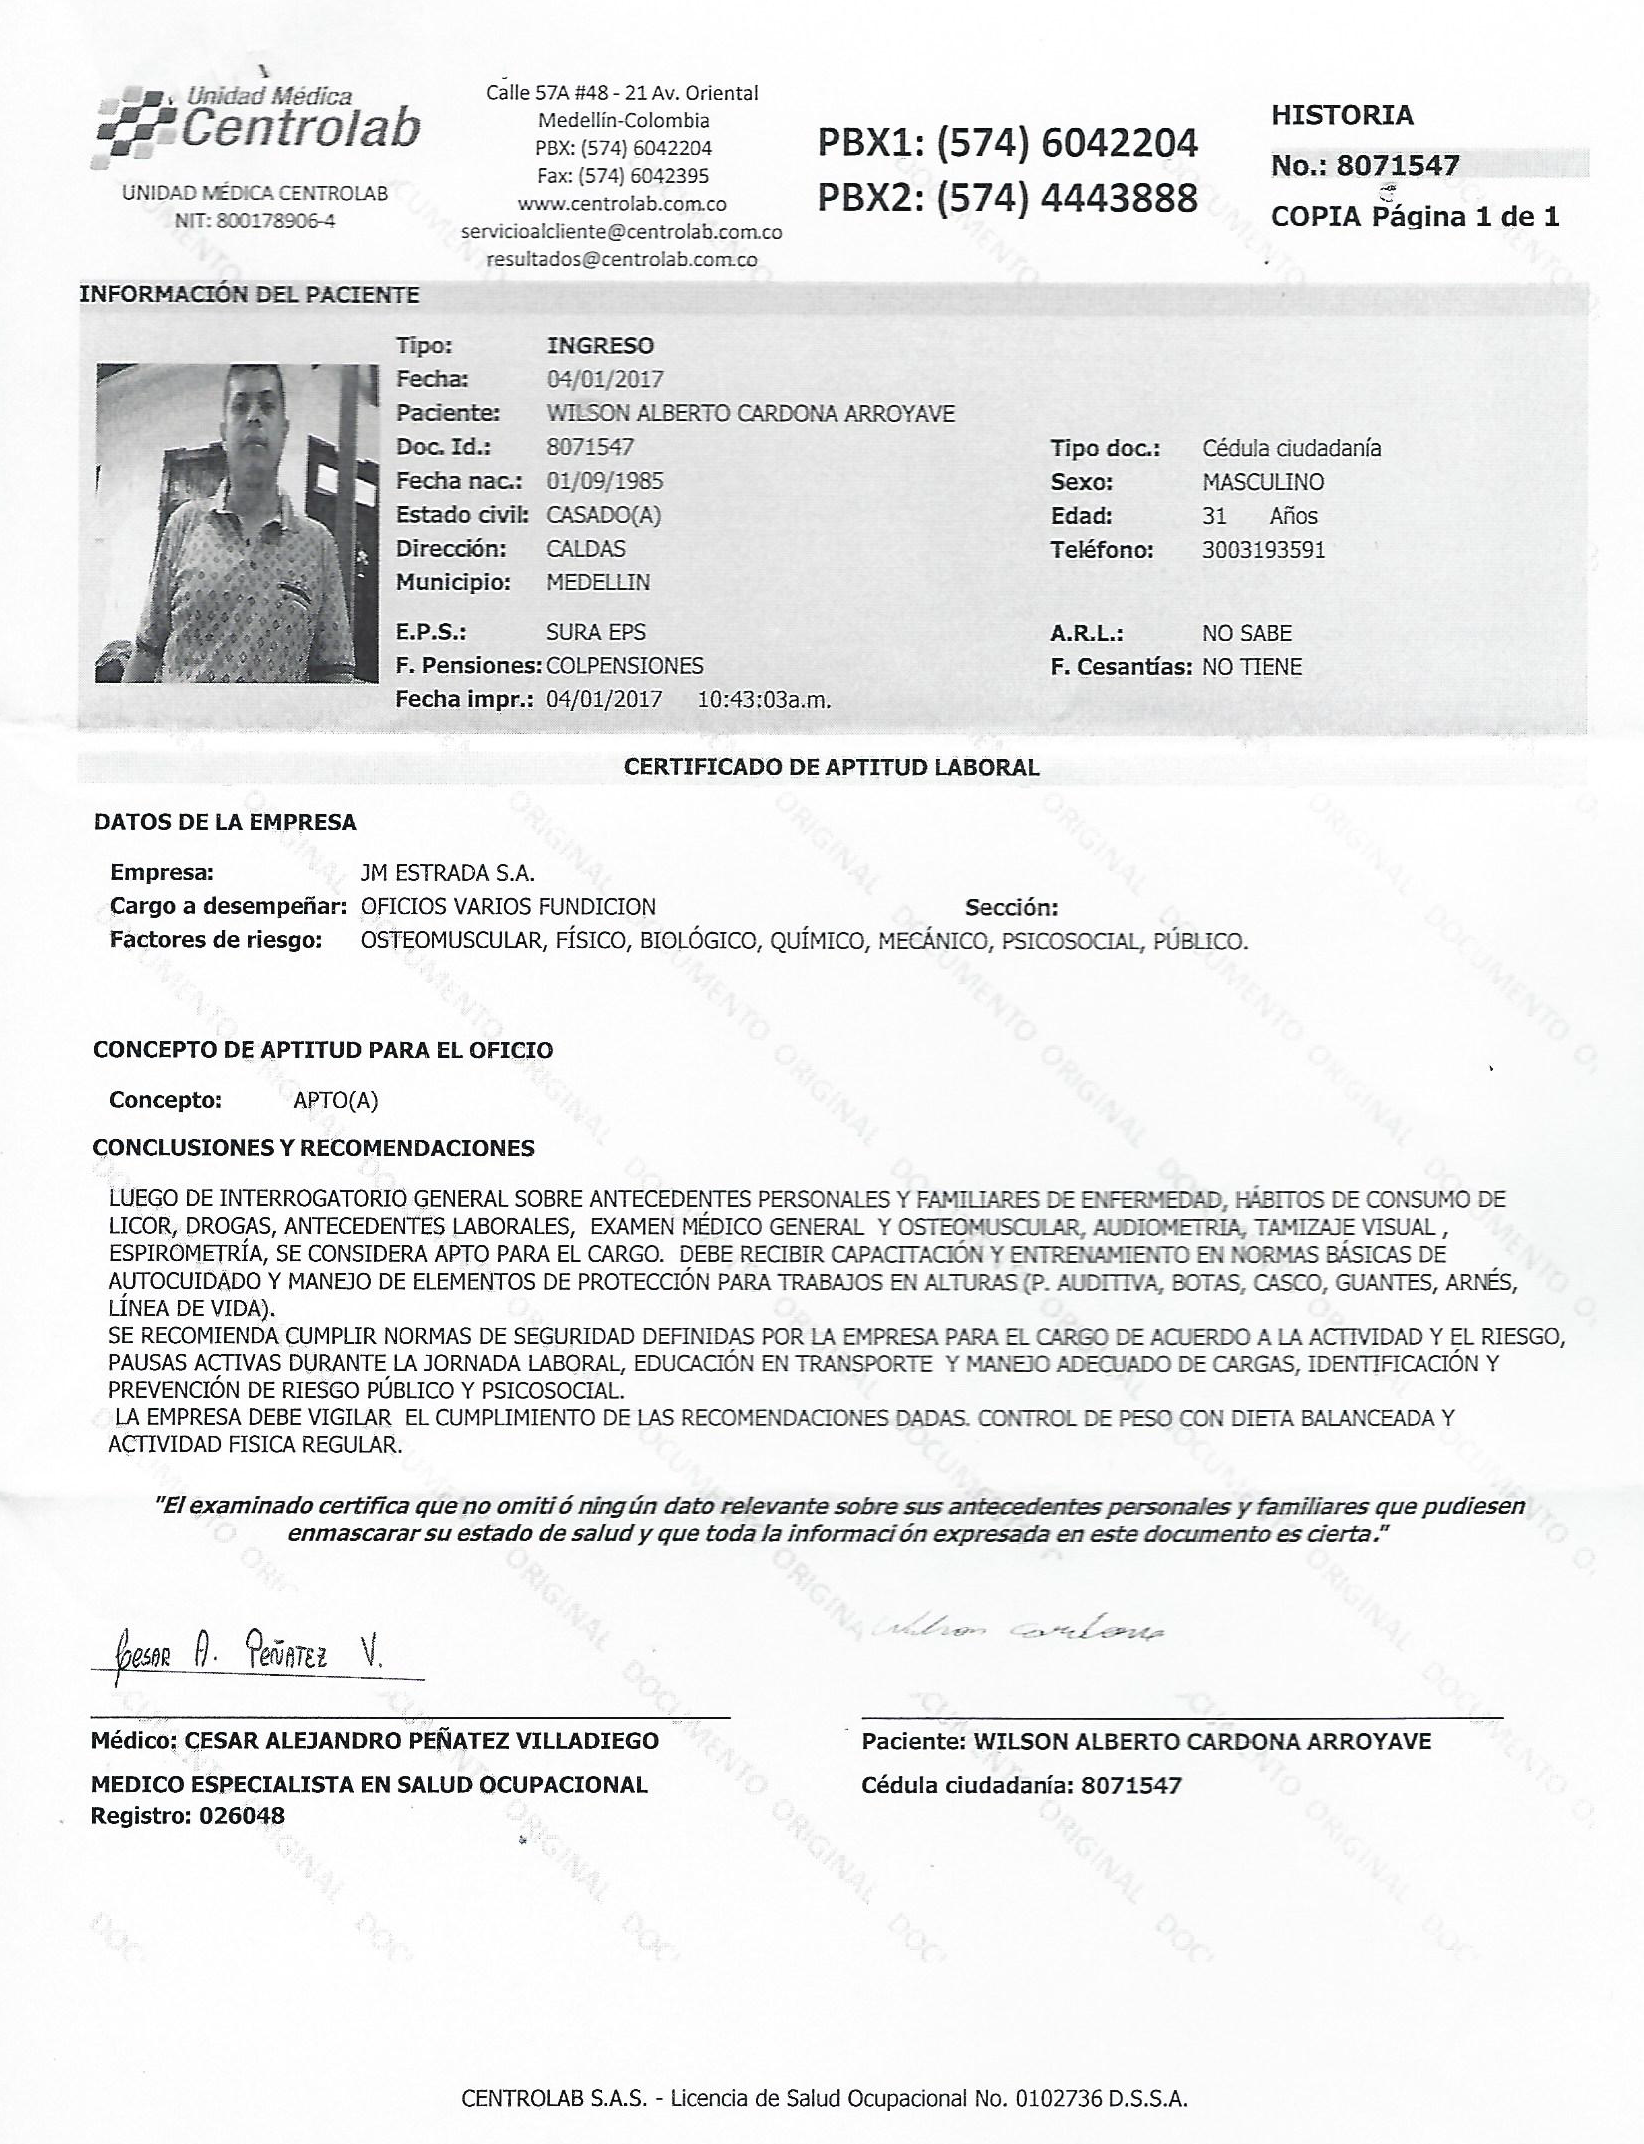 Unidad Médica
Centrolab
UNIDAD MÉDICA CENTROLAB
NIT: 800178906-4
Calle 57A #48 - 21 Av. Oriental
Medellín-Colombia
PBX: (574) 6042204
Fax: (574) 6042395
www.centrolab.com.co
servicioalcliente@centrolab.com.co
resultados@centrolab.com.co
PBX1: (574) 6042204
PBX2: (574) 4443888
HISTORIA
No.: 8071547
COPIA Página 1 de 1
INFORMACIÓN DEL PACIENTE
Tipo: INGRESO
Fecha: 04/01/2017
Paciente: WILSON ALBERTO CARDONA ARROYAVE
Doc. Id.: 8071547 Tipo doc.: Cédula ciudadanía
Fecha nac.: 01/09/1985 Sexo: MASCULINO
Estado civil: CASADO(A) Edad: 31 Años
Dirección: CALDAS Teléfono: 3003193591
Municipio: MEDELLIN
E.P.S.: SURA EPS A.R.L.: NO SABE
F. Pensiones: COLPENSIONES F. Cesantías: NO TIENE
Fecha impr.: 04/01/2017 10:43:03a.m.
CERTIFICADO DE APTITUD LABORAL
DATOS DE LA EMPRESA
Empresa: JM ESTRADA S.A.
Cargo a desempeñar: OFICIOS VARIOS FUNDICION Sección:
Factores de riesgo: OSTEOMUSCULAR, FÍSICO, BIOLÓGICO, QUÍMICO, MECÁNICO, PSICOSOCIAL, PÚBLICO.
CONCEPTO DE APTITUD PARA EL OFICIO
Concepto: APTO(A)
CONCLUSIONES Y RECOMENDACIONES
LUEGO DE INTERROGATORIO GENERAL SOBRE ANTECEDENTES PERSONALES Y FAMILIARES DE ENFERMEDAD, HÁBITOS DE CONSUMO DE
LICOR, DROGAS, ANTECEDENTES LABORALES, EXAMEN MÉDICO GENERAL Y OSTEOMUSCULAR, AUDIOMETRIA, TAMIZAJE VISUAL ,
ESPIROMETRÍA, SE CONSIDERA APTO PARA EL CARGO. DEBE RECIBIR CAPACITACIÓN Y ENTRENAMIENTO EN NORMAS BÁSICAS DE
AUTOCUIDADO Y MANEJO DE ELEMENTOS DE PROTECCIÓN PARA TRABAJOS EN ALTURAS (P. AUDITIVA, BOTAS, CASCO, GUANTES, ARNÉS,
LÍNEA DE VIDA).
SE RECOMIENDA CUMPLIR NORMAS DE SEGURIDAD DEFINIDAS POR LA EMPRESA PARA EL CARGO DE ACUERDO A LA ACTIVIDAD Y EL RIESGO,
PAUSAS ACTIVAS DURANTE LA JORNADA LABORAL, EDUCACIÓN EN TRANSPORTE Y MANEJO ADECUADO DE CARGAS, IDENTIFICACIÓN Y
PREVENCIÓN DE RIESGO PÚBLICO Y PSICOSOCIAL.
LA EMPRESA DEBE VIGILAR EL CUMPLIMIENTO DE LAS RECOMENDACIONES DADAS. CONTROL DE PESO CON DIETA BALANCEADA Y
ACTIVIDAD FISICA REGULAR.
"El examinado certifica que no omitió ningún dato relevante sobre sus antecedentes personales y familiares que pudiesen
enmascarar su estado de salud y que toda la información expresada en este documento es cierta."
Cesar A. Peñatez V.
Wilson Cardona
Médico: CESAR ALEJANDRO PEÑATEZ VILLADIEGO
MEDICO ESPECIALISTA EN SALUD OCUPACIONAL
Registro: 026048
Paciente: WILSON ALBERTO CARDONA ARROYAVE
Cédula ciudadanía: 8071547
CENTROLAB S.A.S. - Licencia de Salud Ocupacional No. 0102736 D.S.S.A.